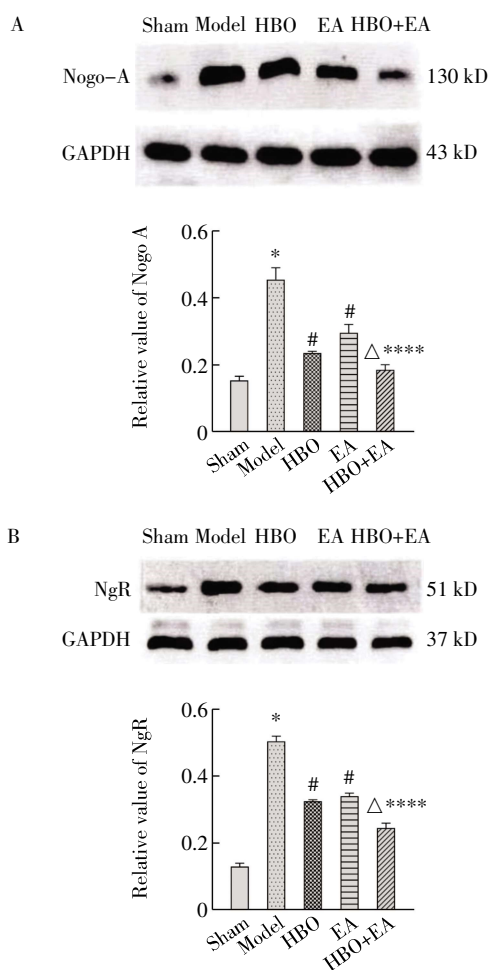 A
Sham Model HBO EA HBO+EA
Nogo-A 130 kD
GAPDH 43 kD
Relative value of Nogo A
0.6
0.4
0.2
0
*
#
#
△ ****
Sham
Model
HBO
EA
HBO+EA
B
Sham Model HBO EA HBO+EA
NgR 51 kD
GAPDH 37 kD
Relative value of NgR
0.6
0.4
0.2
0
*
#
#
△ ****
Sham
Model
HBO
EA
HBO+EA